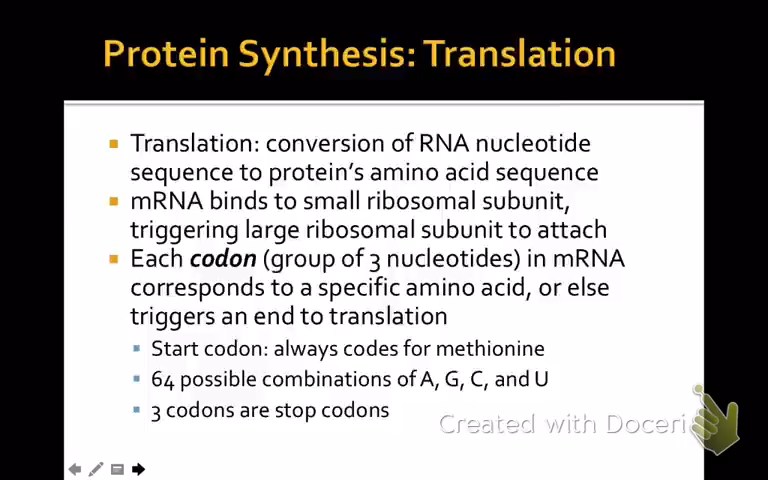 Protein Synthesis: Translation
Translation: conversion of RNA nucleotide
sequence to protein's amino acid sequence
mRNA binds to small ribosomal subunit,
triggering large ribosomal subunit to attach
Each codon (group of 3 nucleotides) in mRNA
corresponds to a specific amino acid, or else
triggers an end to translation
Start codon: always codes for methionine
64 possible combinations of A, G, C, and U
3 codons are stop codons
Created with Doceri